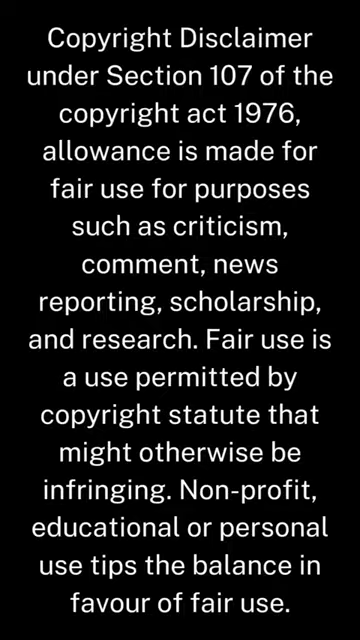 Copyright Disclaimer
under Section 107 of the
copyright act 1976,
allowance is made for
fair use for purposes
such as criticism,
comment, news
reporting, scholarship,
and research. Fair use is
a use permitted by
copyright statute that
might otherwise be
infringing. Non-profit,
educational or personal
use tips the balance in
favour of fair use.